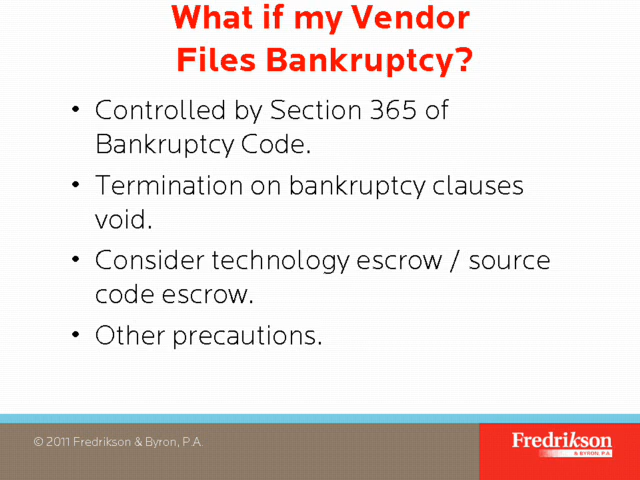 What if my Vendor
Files Bankruptcy?
• Controlled by Section 365 of
Bankruptcy Code.
• Termination on bankruptcy clauses
void.
• Consider technology escrow / source
code escrow.
• Other precautions.
© 2011 Fredrikson & Byron, P.A.
Fredrikson
& BYRON, P.A.